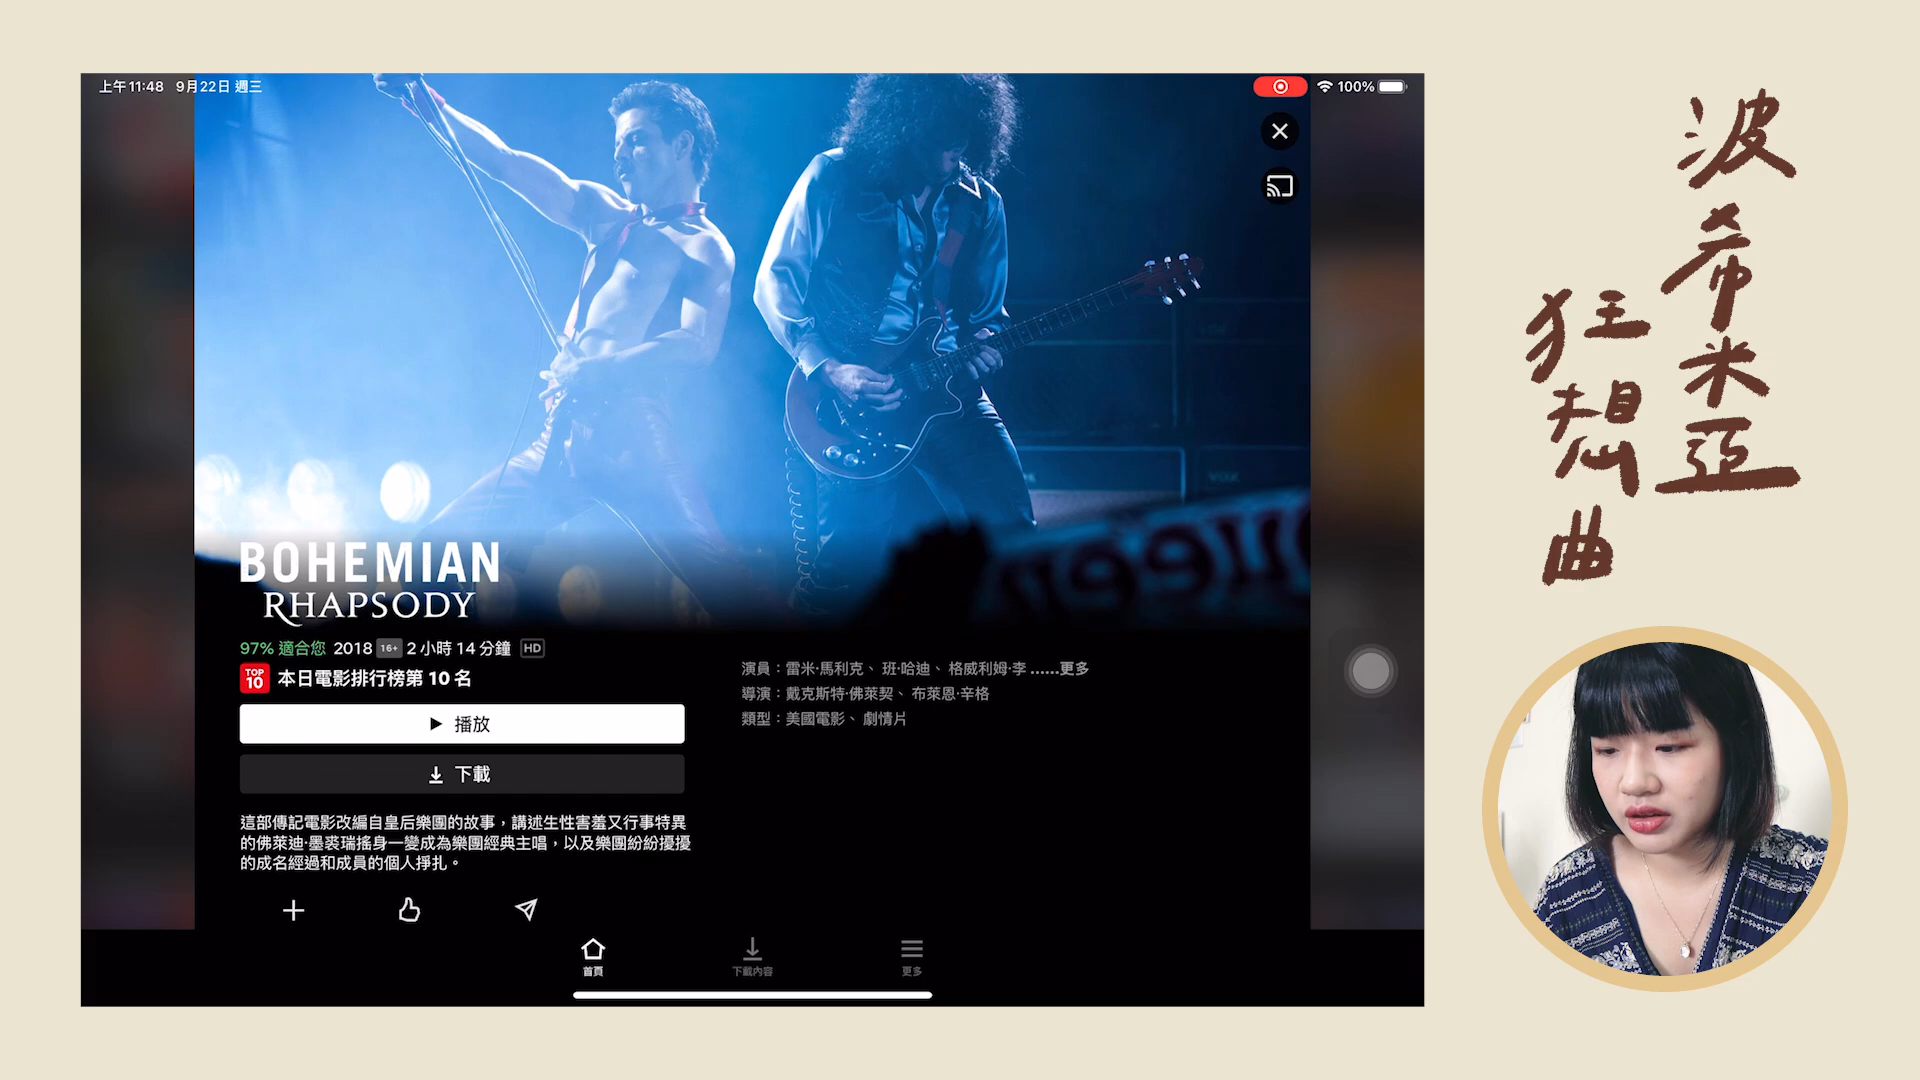 上午11:48 9月22日 週三
100%
BOHEMIAN
RHAPSODY
97% 適合您 2018 16+ 2 小時 14 分鐘 HD
TOP 10 本日電影排行榜第 10 名
播放
下載
這部傳記電影改編自皇后樂團的故事，講述生性害羞又行事特異
的佛萊迪·墨裘瑞搖身一變成為樂團經典主唱，以及樂團紛紛擾擾
的成名經過和成員的個人掙扎。
演員：雷米·馬利克、 班·哈迪、 格威利姆·李 ......更多
導演：戴克斯特·佛萊契、 布萊恩·辛格
類型：美國電影、 劇情片
首頁
下載內容
更多
波希米亞
狂想曲
VOX
Queen